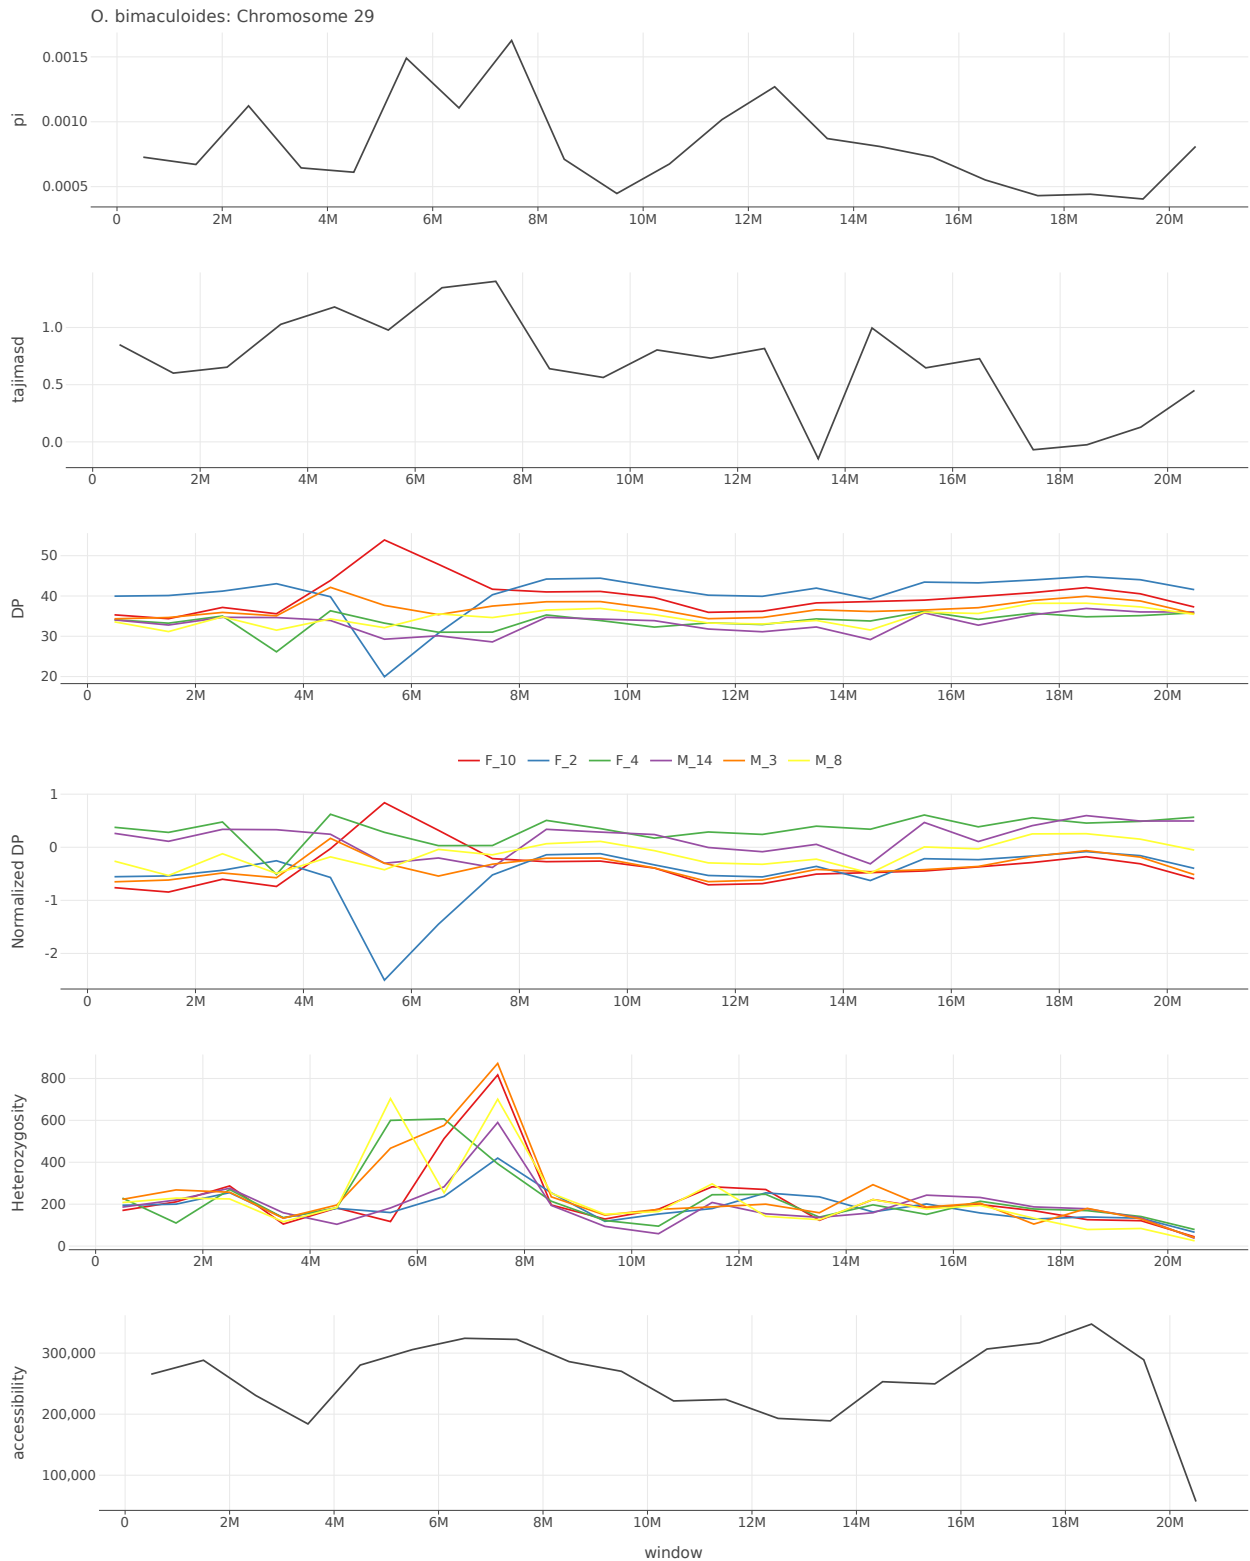 O. bimaculoides: Chromosome 29
0.0015
0.0010
0.0005
pi
0 2M 4M 6M 8M 10M 12M 14M 16M 18M 20M
1.0
0.5
0.0
tajimasd
0 2M 4M 6M 8M 10M 12M 14M 16M 18M 20M
50
40
30
20
DP
0 2M 4M 6M 8M 10M 12M 14M 16M 18M 20M
F_10 F_2 F_4 M_14 M_3 M_8
1
0
-1
-2
Normalized DP
0 2M 4M 6M 8M 10M 12M 14M 16M 18M 20M
800
600
400
200
0
Heterozygosity
0 2M 4M 6M 8M 10M 12M 14M 16M 18M 20M
300,000
200,000
100,000
accessibility
0 2M 4M 6M 8M 10M 12M 14M 16M 18M 20M
window